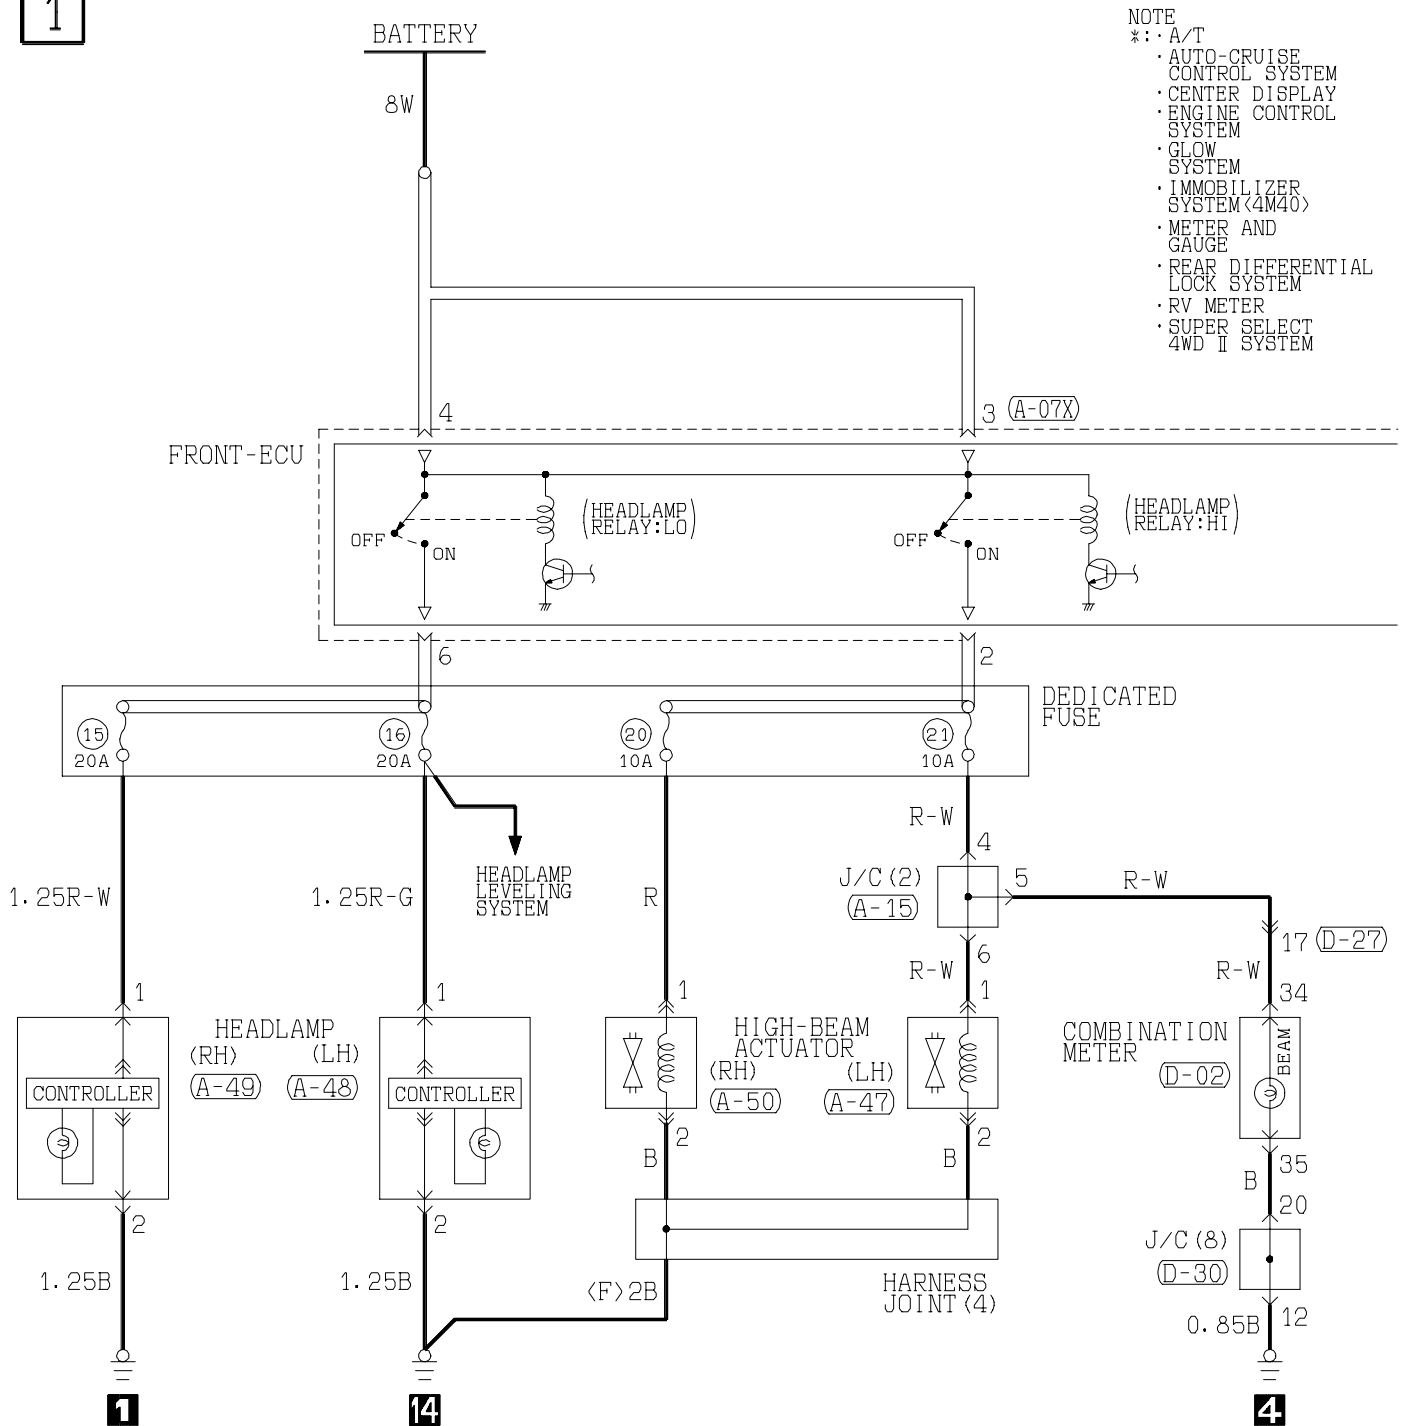 1
BATTERY
8W
NOTE
*:· A/T
· AUTO-CRUISE
CONTROL SYSTEM
· CENTER DISPLAY
· ENGINE CONTROL
SYSTEM
· GLOW
SYSTEM
· IMMOBILIZER
SYSTEM<4M40>
· METER AND
GAUGE
· REAR DIFFERENTIAL
LOCK SYSTEM
· RV METER
· SUPER SELECT
4WD Ⅱ SYSTEM
4
3 (A-07X)
FRONT-ECU
(HEADLAMP
RELAY:LO)
OFF
ON
(HEADLAMP
RELAY:HI)
OFF
ON
6
2
DEDICATED
FUSE
15
20A
16
20A
20
10A
21
10A
HEADLAMP
LEVELING
SYSTEM
1.25R-W
1.25R-G
R
R-W
4
J/C(2)
(A-15)
5
R-W
6
R-W
17 (D-27)
R-W
34
1
1
1
1
HEADLAMP
(RH)
(LH)
(A-49)
(A-48)
CONTROLLER
CONTROLLER
HIGH-BEAM
ACTUATOR
(RH)
(LH)
(A-50)
(A-47)
COMBINATION
METER
(D-02)
BEAM
2
2
B
B
35
B
20
2
2
J/C(8)
(D-30)
1.25B
1.25B
<F>2B
HARNESS
JOINT(4)
12
0.85B
1
14
4